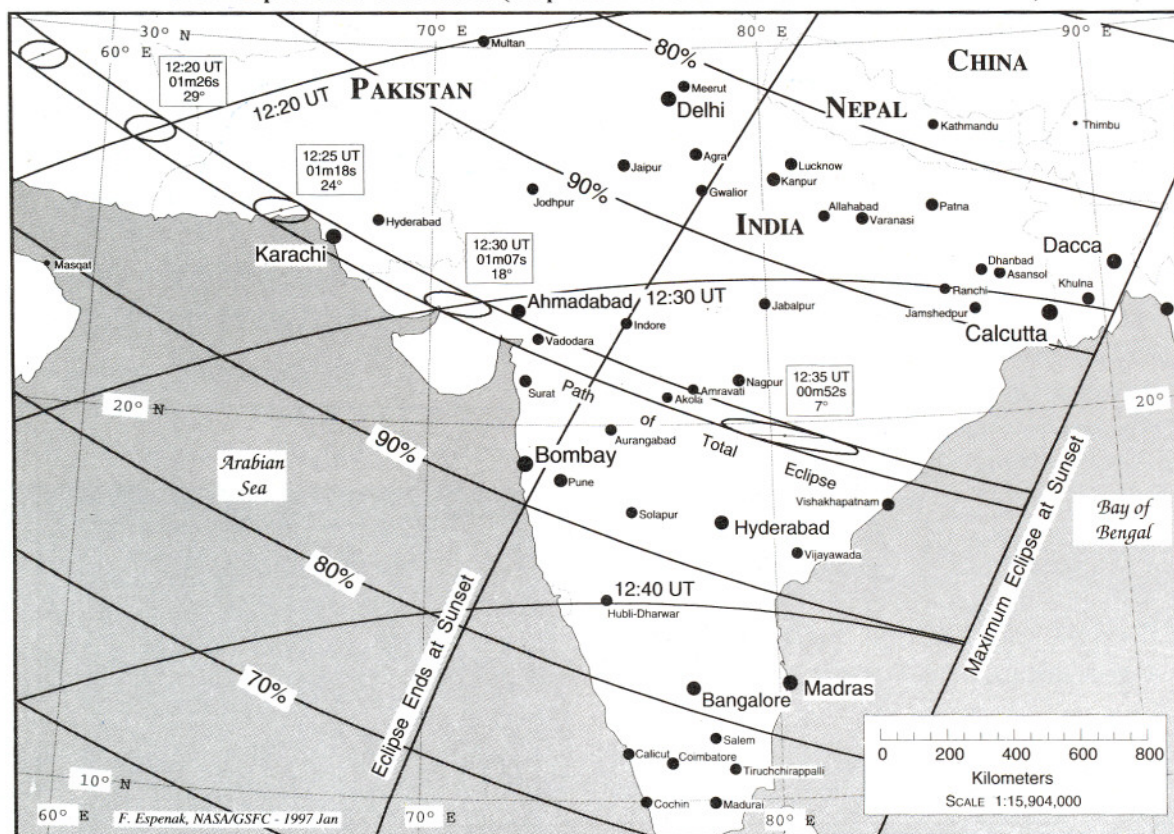 30° N
60° E
70° E
80° E
90° E
80%
CHINA
Multan
12:20 UT
01m26s
29°
12:20 UT
PAKISTAN
Meerut
Delhi
NEPAL
Kathmandu
Thimbu
12:25 UT
01m18s
24°
Jaipur
Agra
Lucknow
Kanpur
90%
Jodhpur
Gwalior
Allahabad
Varanasi
Patna
INDIA
Hyderabad
Karachi
Masqat
12:30 UT
01m07s
18°
Dacca
Dhanbad
Asansol
Khulna
Ranchi
Ahmadabad
12:30 UT
Jabalpur
Jamshedpur
Calcutta
Indore
Vadodara
Surat
Path of Total Eclipse
Akola
Amravati
Nagpur
12:35 UT
00m52s
7°
20° N
20°
90%
Aurangabad
Arabian
Sea
Bombay
Pune
Solapur
Hyderabad
Vishakhapatnam
Vijayawada
Bay of
Bengal
Maximum Eclipse at Sunset
80%
Eclipse Ends at Sunset
12:40 UT
Hubli-Dharwar
70%
Bangalore
Madras
Salem
Calicut
Coimbatore
Tiruchchirappalli
Cochin
Madurai
0 200 400 600 800
Kilometers
SCALE 1:15,904,000
10° N
60° E
70° E
80° E
F. Espenak, NASA/GSFC - 1997 Jan